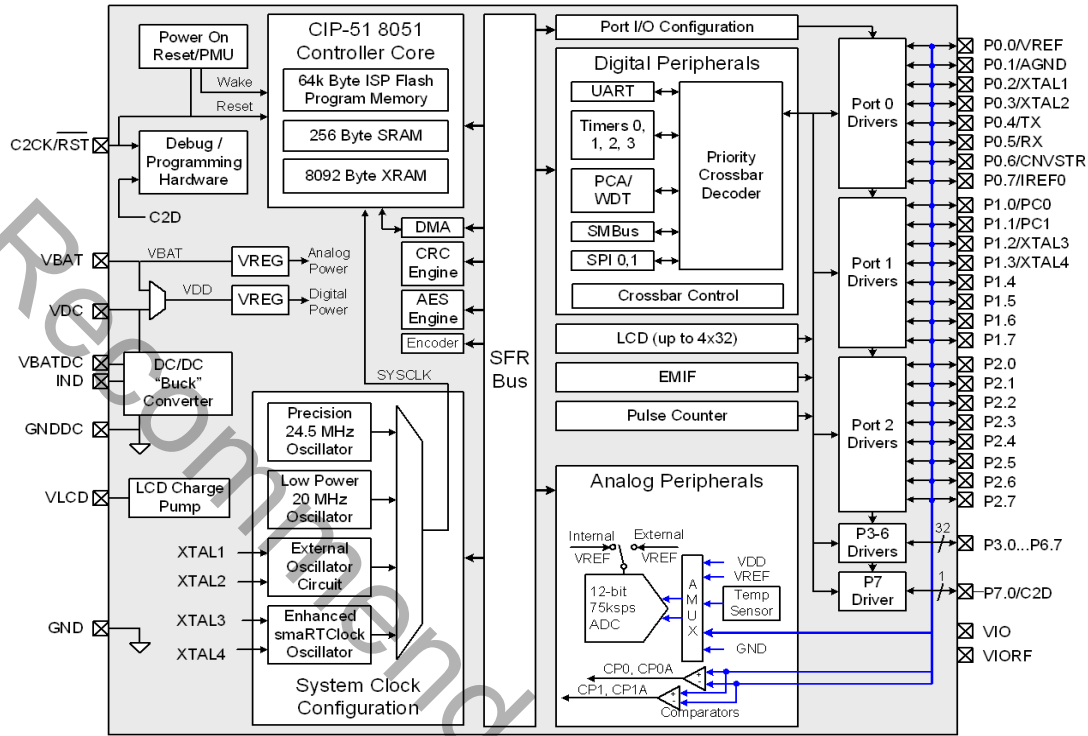 Power On
Reset/PMU
Wake
Reset
C2CK/RST
Debug /
Programming
Hardware
C2D
VBAT
VBAT
VREG
Analog
Power
VDC
VDD
VREG
Digital
Power
VBATDC
IND
DC/DC
"Buck"
Converter
GNDDC
VLCD
LCD Charge
Pump
XTAL1
XTAL2
XTAL3
XTAL4
GND
CIP-51 8051
Controller Core
64k Byte ISP Flash
Program Memory
256 Byte SRAM
8092 Byte XRAM
DMA
CRC
Engine
AES
Engine
Encoder
SYSCLK
Precision
24.5 MHz
Oscillator
Low Power
20 MHz
Oscillator
External
Oscillator
Circuit
Enhanced
smaRTClock
Oscillator
System Clock
Configuration
SFR
Bus
Port I/O Configuration
Digital Peripherals
UART
Timers 0,
1, 2, 3
PCA/
WDT
SMBus
SPI 0,1
Priority
Crossbar
Decoder
Crossbar Control
LCD (up to 4x32)
EMIF
Pulse Counter
Analog Peripherals
Internal
VREF
External
VREF
12-bit
75ksps
ADC
A
M
U
X
VDD
VREF
Temp
Sensor
GND
CP0, CP0A
CP1, CP1A
+
-
+
-
Comparators
Port 0
Drivers
Port 1
Drivers
Port 2
Drivers
P3-6
Drivers
P7
Driver
32
1
P0.0/VREF
P0.1/AGND
P0.2/XTAL1
P0.3/XTAL2
P0.4/TX
P0.5/RX
P0.6/CNVSTR
P0.7/IREF0
P1.0/PC0
P1.1/PC1
P1.2/XTAL3
P1.3/XTAL4
P1.4
P1.5
P1.6
P1.7
P2.0
P2.1
P2.2
P2.3
P2.4
P2.5
P2.6
P2.7
P3.0...P6.7
P7.0/C2D
VIO
VIORF
Recommend